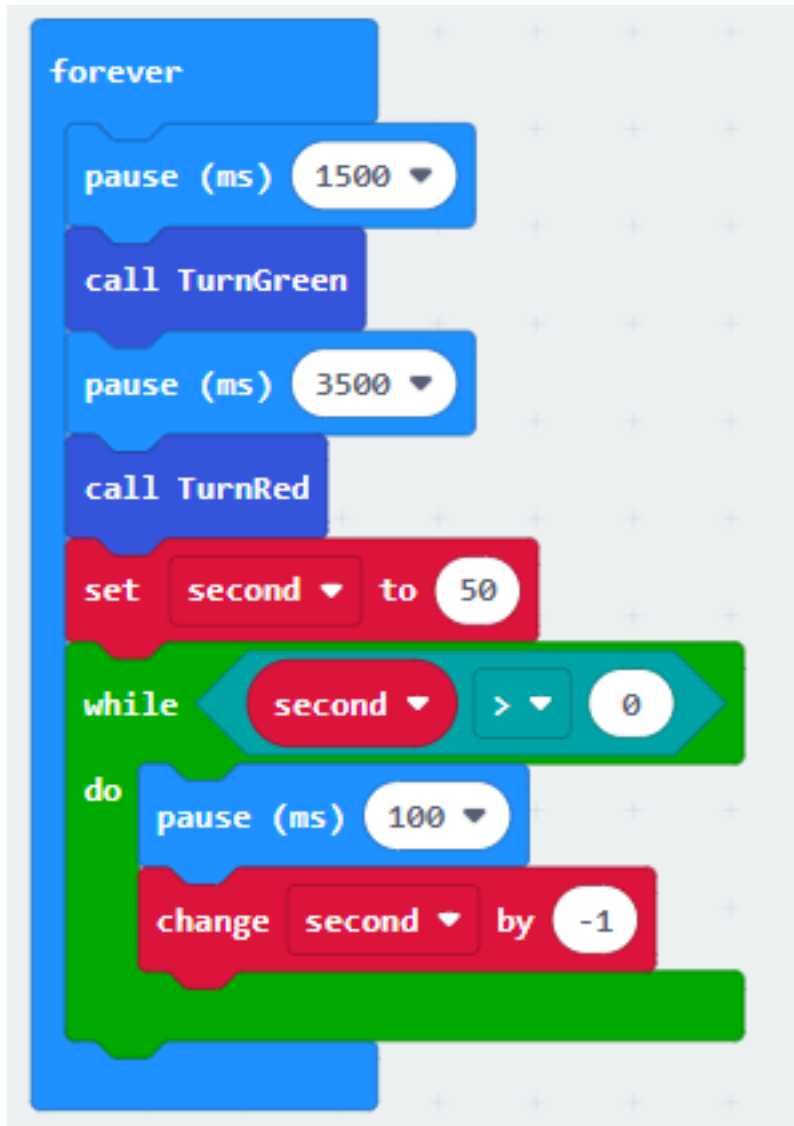 forever
pause (ms) 1500
call TurnGreen
pause (ms) 3500
call TurnRed
set second to 50
while second > 0
do
pause (ms) 100
change second by -1